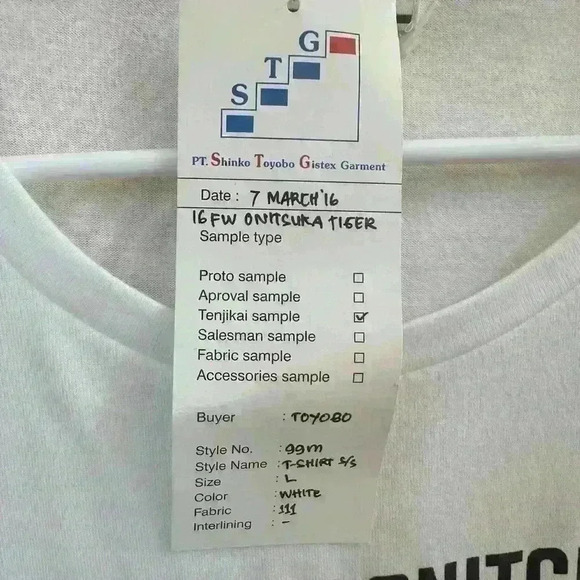 G
T
S
PT. Shinko Toyobo Gistex Garment
Date : 7 MARCH'16
16FW ONITSUKA TIGER
Sample type
Proto sample
Aproval sample
Tenjikai sample
Salesman sample
Fabric sample
Accessories sample
Buyer : TOYOBO
Style No. : 99m
Style Name : T-SHIRT S/S
Size : L
Color : WHITE
Fabric : 111
Interlining : -
ONITS